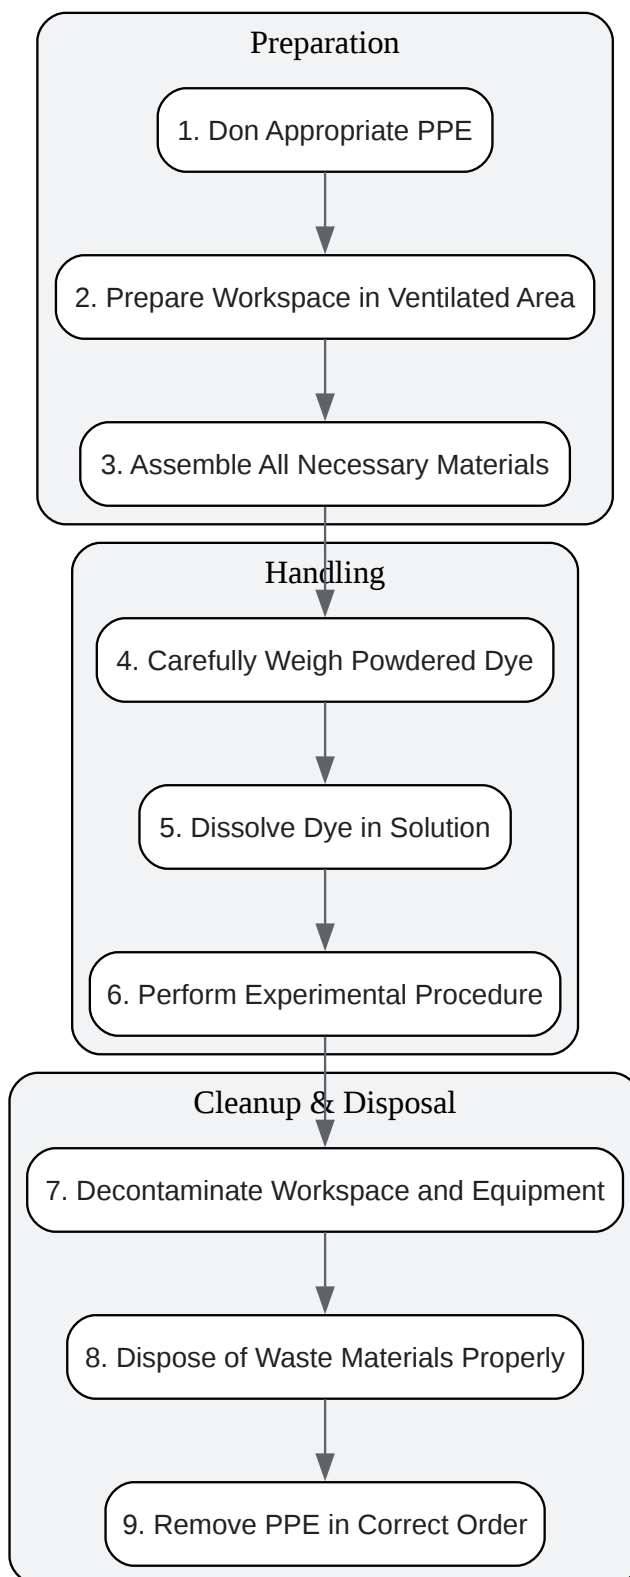 Preparation
1. Don Appropriate PPE
2. Prepare Workspace in Ventilated Area
3. Assemble All Necessary Materials
Handling
4. Carefully Weigh Powdered Dye
5. Dissolve Dye in Solution
6. Perform Experimental Procedure
Cleanup & Disposal
7. Decontaminate Workspace and Equipment
8. Dispose of Waste Materials Properly
9. Remove PPE in Correct Order